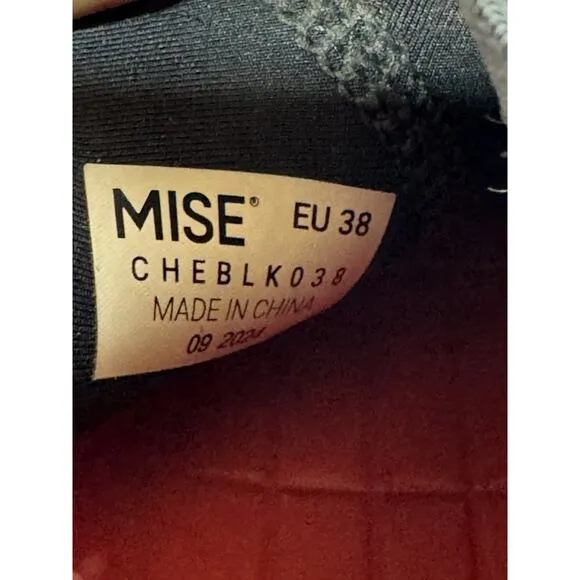 MISE® EU 38
CHEBLK038
MADE IN CHINA
09 2024